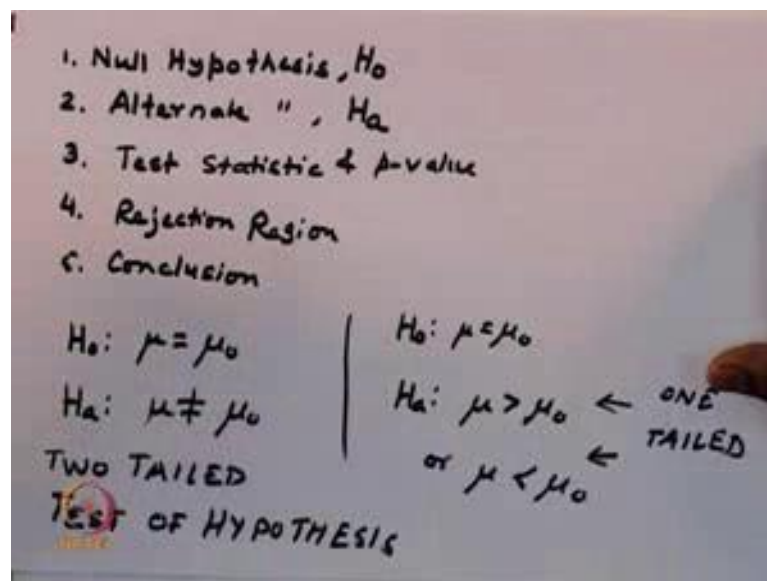 1. Null Hypothesis, H₀
2. Alternate ", Ha
3. Test Statistic & p-value
4. Rejection Region
5. Conclusion
H₀: μ = μ₀
Ha: μ ≠ μ₀
TWO TAILED
TEST OF HYPOTHESIS
H₀: μ = μ₀
Ha: μ > μ₀ ← ONE
or μ < μ₀ ← TAILED